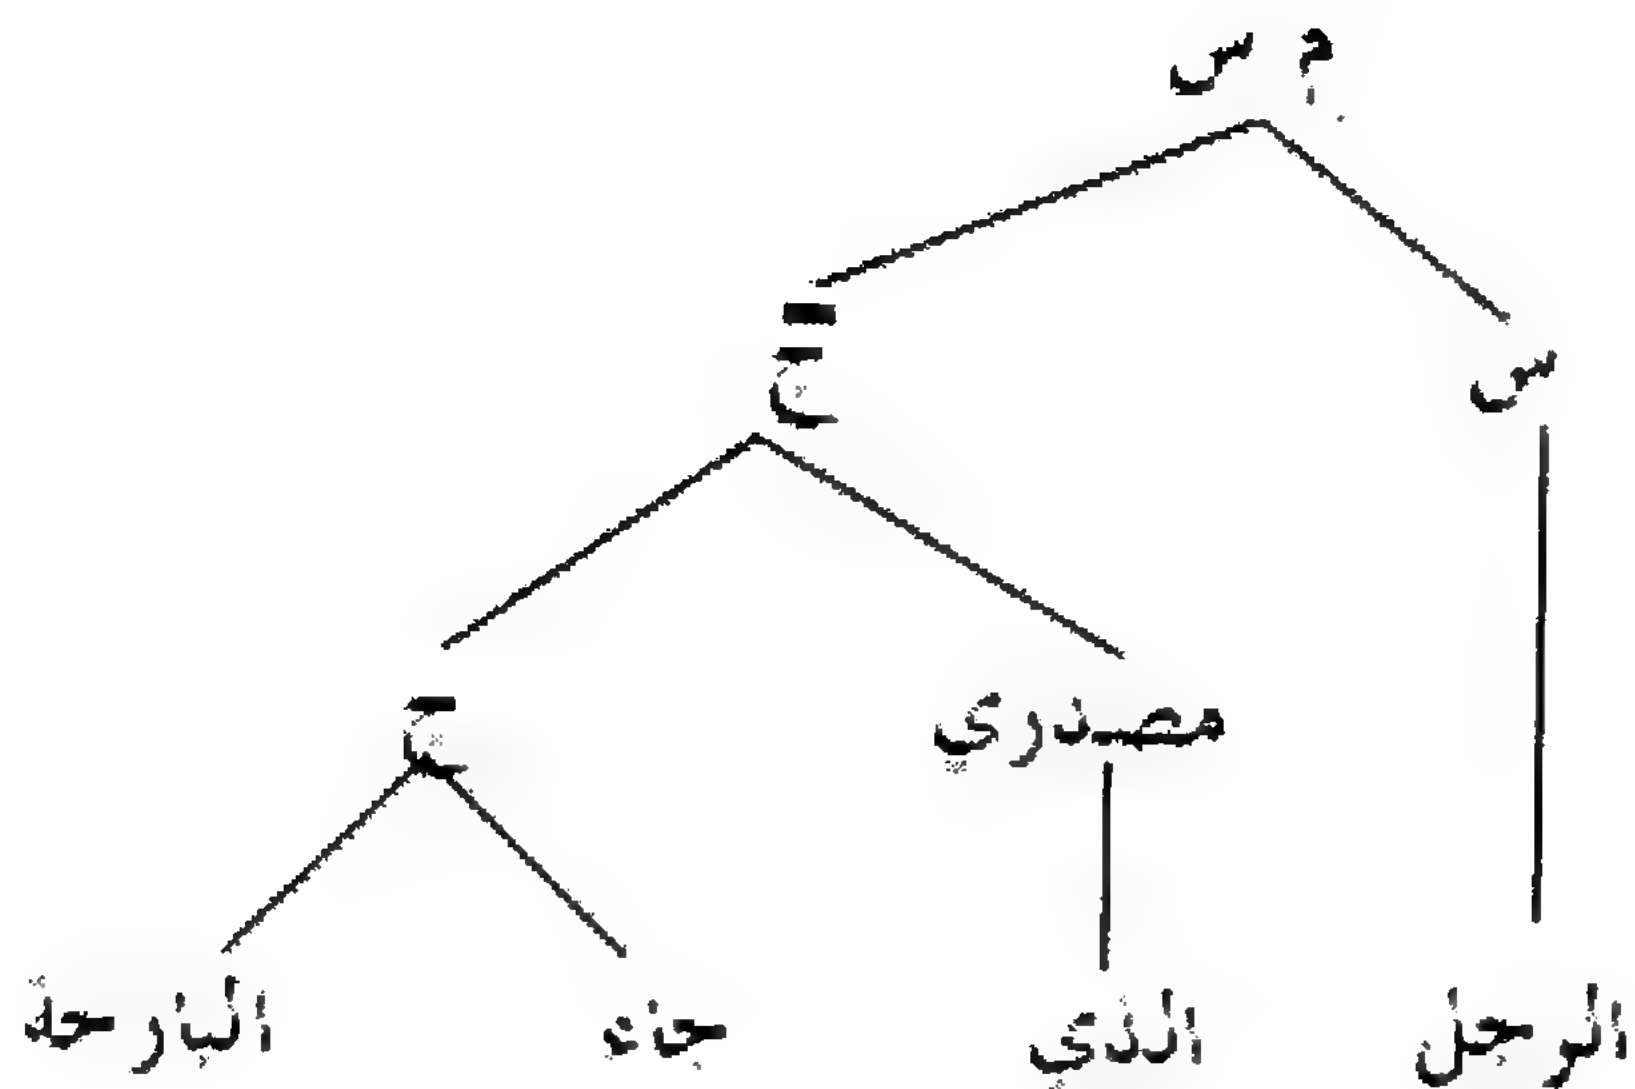 م س
س
ج
ج
مصدري
الرجل
الذي
جاء
البارحة